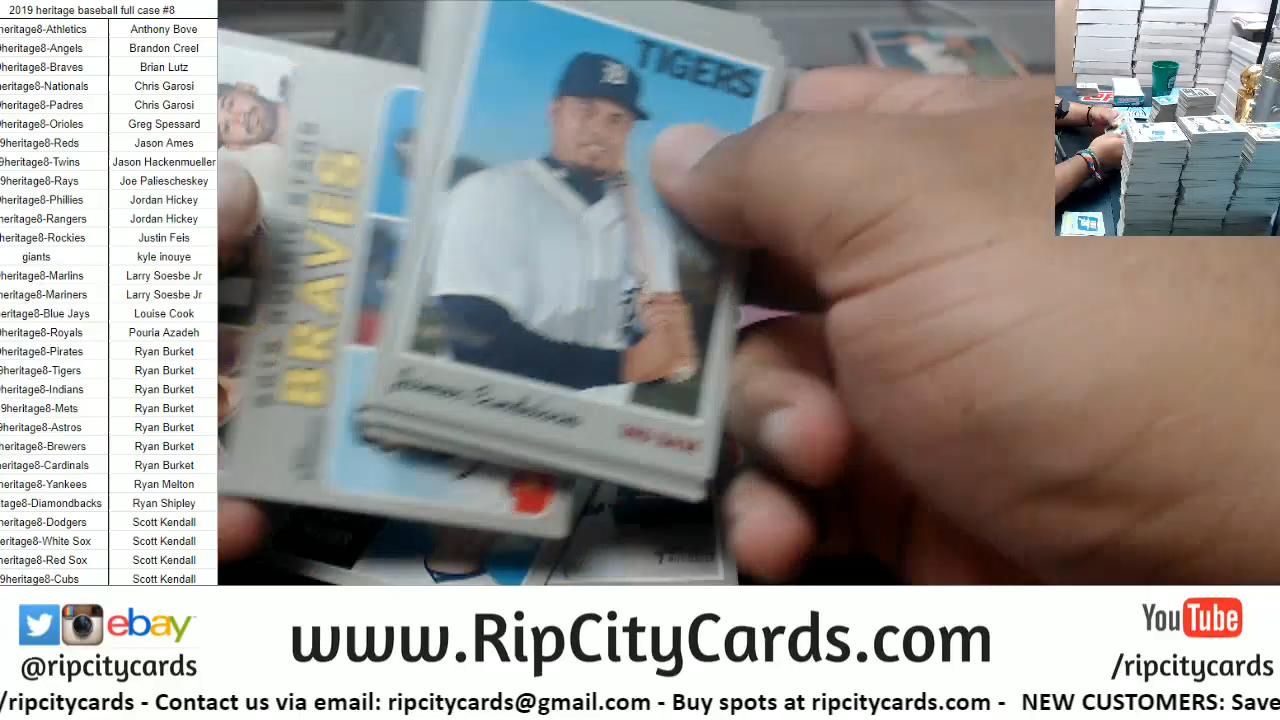 2019 heritage baseball full case #8
heritage8-Athletics Anthony Bove
9heritage8-Angels Brandon Creel
9heritage8-Braves Brian Lutz
heritage8-Nationals Chris Garosi
9heritage8-Padres Chris Garosi
heritage8-Orioles Greg Spessard
9heritage8-Reds Jason Ames
9heritage8-Twins Jason Hackenmueller
9heritage8-Rays Joe Paliescheskey
heritage8-Phillies Jordan Hickey
heritage8-Rangers Jordan Hickey
heritage8-Rockies Justin Feis
giants kyle inouye
9heritage8-Marlins Larry Soesbe Jr
heritage8-Mariners Larry Soesbe Jr
heritage8-Blue Jays Louise Cook
9heritage8-Royals Pouria Azadeh
heritage8-Pirates Ryan Burket
9heritage8-Tigers Ryan Burket
heritage8-Indians Ryan Burket
9heritage8-Mets Ryan Burket
9heritage8-Astros Ryan Burket
heritage8-Brewers Ryan Burket
eritage8-Cardinals Ryan Burket
heritage8-Yankees Ryan Melton
tage8-Diamondbacks Ryan Shipley
heritage8-Dodgers Scott Kendall
eritage8-White Sox Scott Kendall
eritage8-Red Sox Scott Kendall
9heritage8-Cubs Scott Kendall
TIGERS
BRAVES
ebay
@ripcitycards
www.RipCityCards.com
YouTube
/ripcitycards
/ripcitycards - Contact us via email: ripcitycards@gmail.com - Buy spots at ripcitycards.com - NEW CUSTOMERS: Save